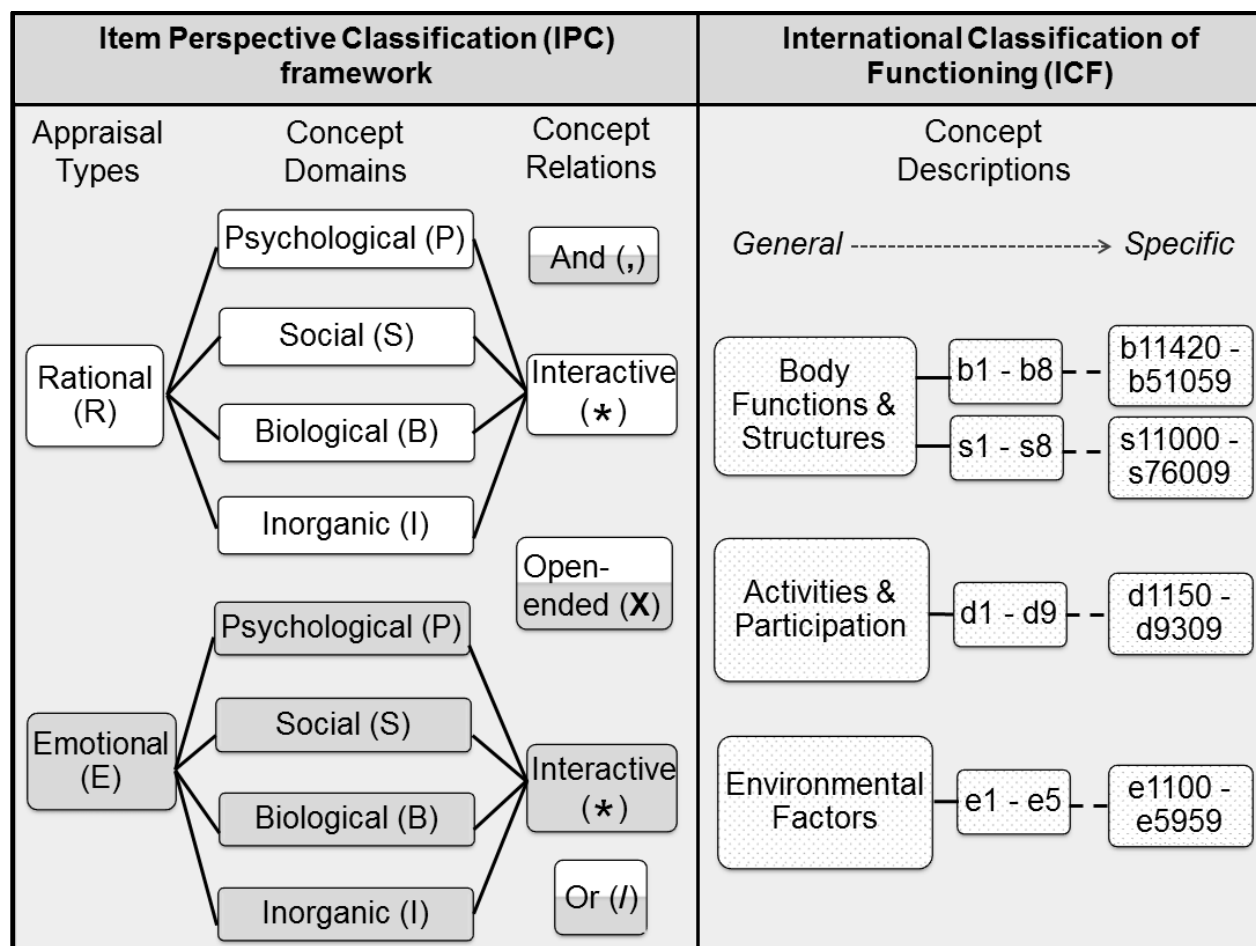 Item Perspective Classification (IPC)
framework
International Classification of
Functioning (ICF)
Appraisal
Types
Concept
Domains
Concept
Relations
Rational
(R)
Psychological (P)
Social (S)
Biological (B)
Inorganic (I)
And (,)
Interactive
(*)
Open-
ended (X)
Emotional
(E)
Psychological (P)
Social (S)
Biological (B)
Inorganic (I)
Interactive
(*)
Or (/)
Concept
Descriptions
General
Specific
Body
Functions &
Structures
b1 - b8
b11420 -
b51059
s1 - s8
s11000 -
s76009
Activities &
Participation
d1 - d9
d1150 -
d9309
Environmental
Factors
e1 - e5
e1100 -
e5959